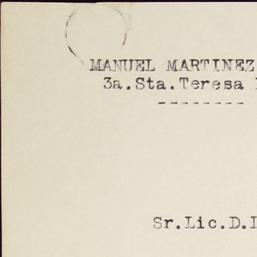 MANUEL MARTINEZ
3a.Sta.Teresa
--------
Sr.Lic.D.